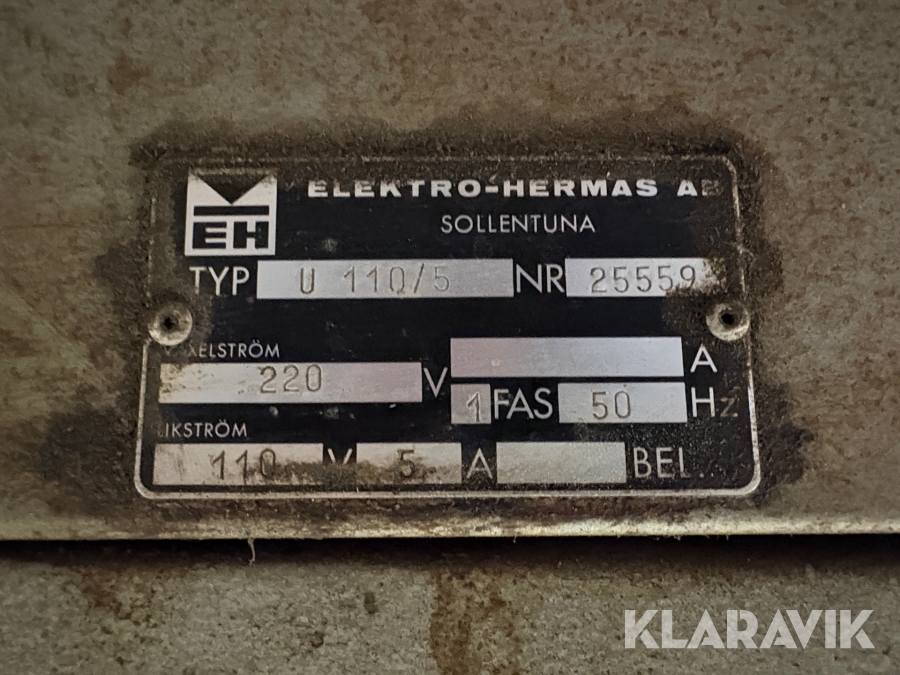 EH
ELEKTRO-HERMAS AB
SOLLENTUNA
TYP U 110/5 NR 25559
220 V A
1 FAS 50 Hz
110 V 5 A BEL.
KLARAVIK